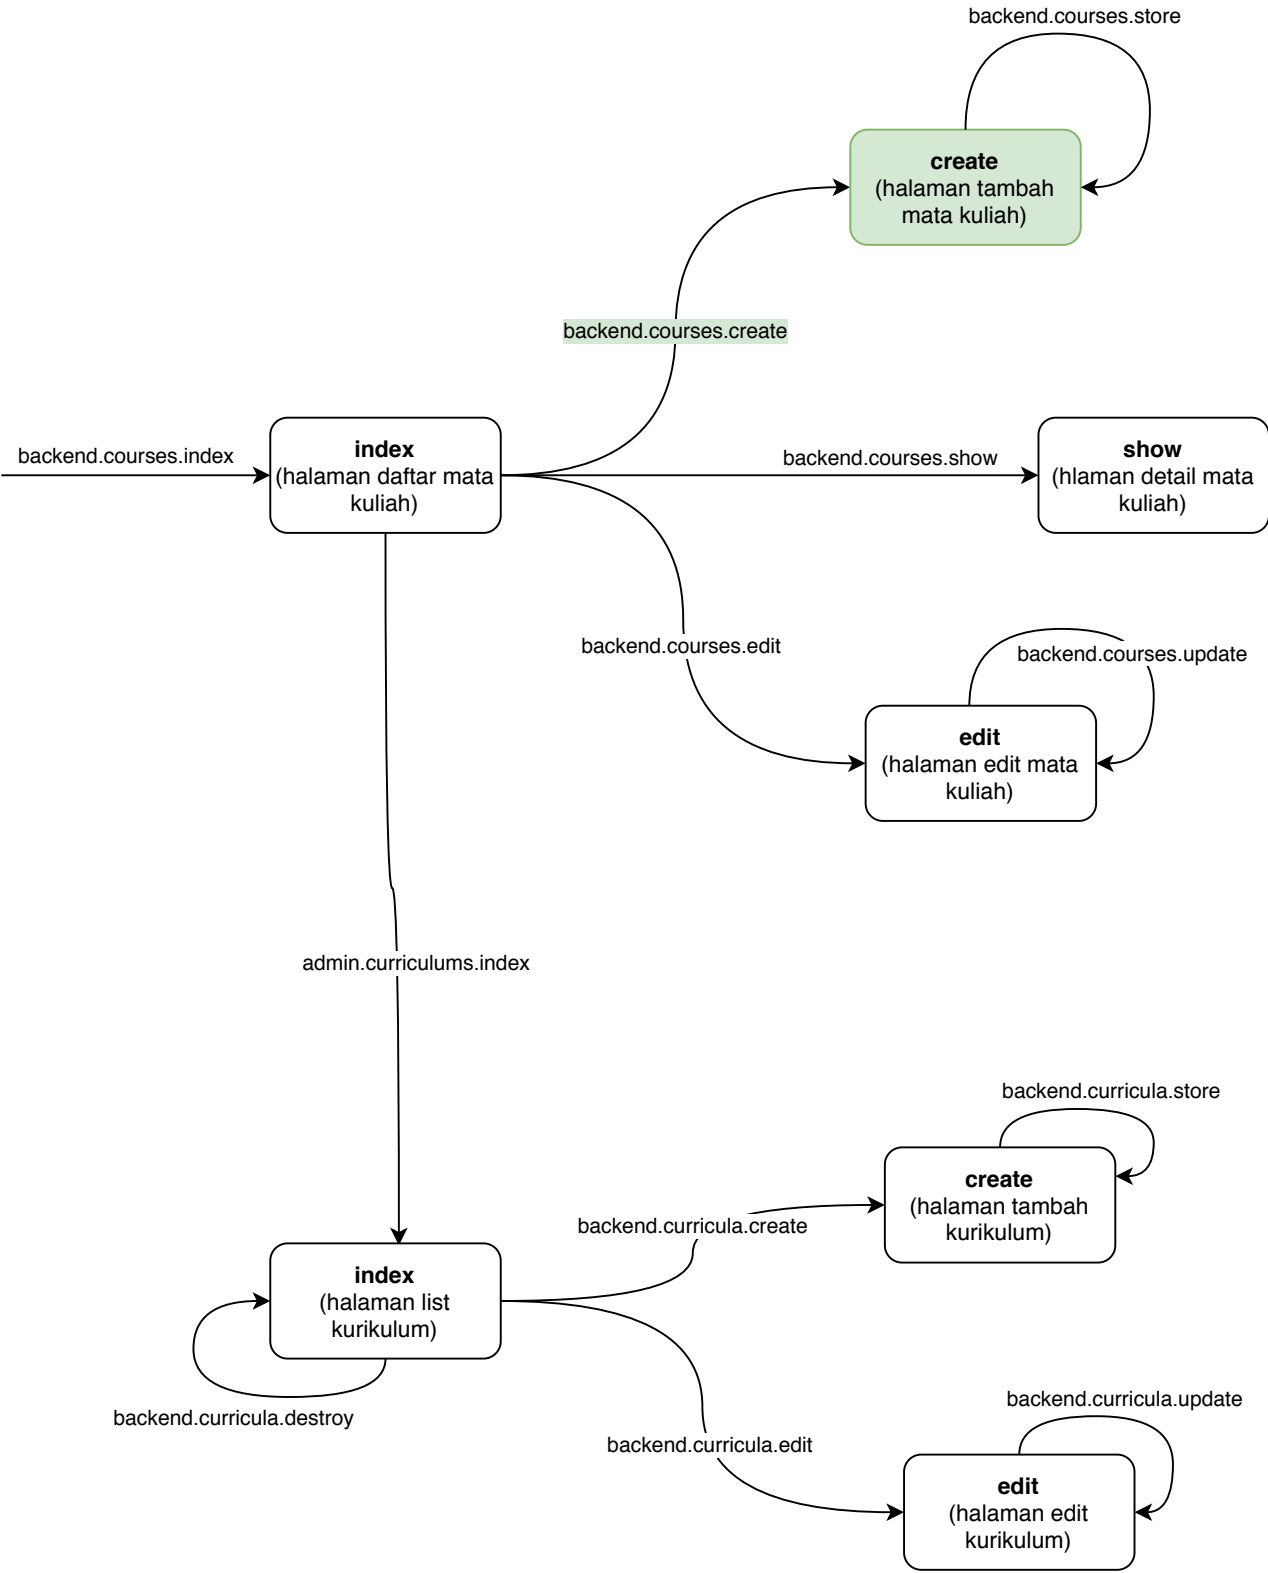 backend.courses.store
create
(halaman tambah
mata kuliah)
backend.courses.create
backend.courses.index
index
(halaman daftar mata
kuliah)
backend.courses.show
show
(hlaman detail mata
kuliah)
backend.courses.edit
backend.courses.update
edit
(halaman edit mata
kuliah)
admin.curriculums.index
backend.curricula.store
create
(halaman tambah
kurikulum)
backend.curricula.create
index
(halaman list
kurikulum)
backend.curricula.destroy
backend.curricula.edit
backend.curricula.update
edit
(halaman edit
kurikulum)